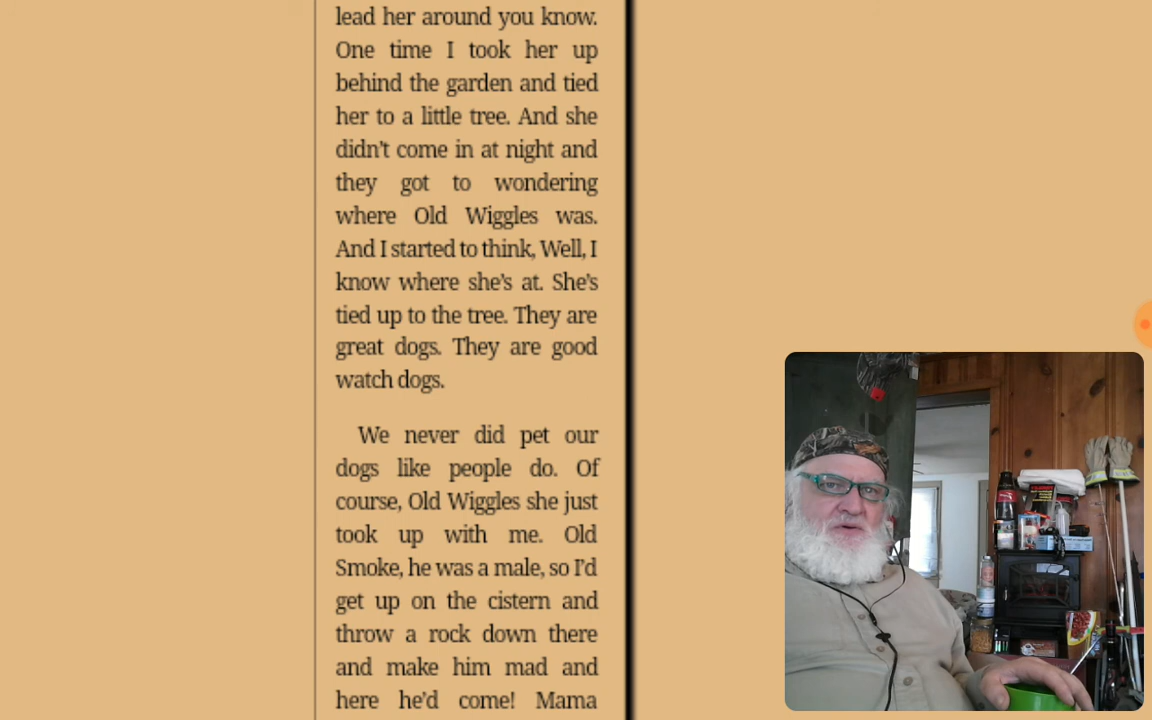 lead her around you know.
One time I took her up
behind the garden and tied
her to a little tree. And she
didn't come in at night and
they got to wondering
where Old Wiggles was.
And I started to think, Well, I
know where she's at. She's
tied up to the tree. They are
great dogs. They are good
watch dogs.
We never did pet our
dogs like people do. Of
course, Old Wiggles she just
took up with me. Old
Smoke, he was a male, so I'd
get up on the cistern and
throw a rock down there
and make him mad and
here he'd come! Mama